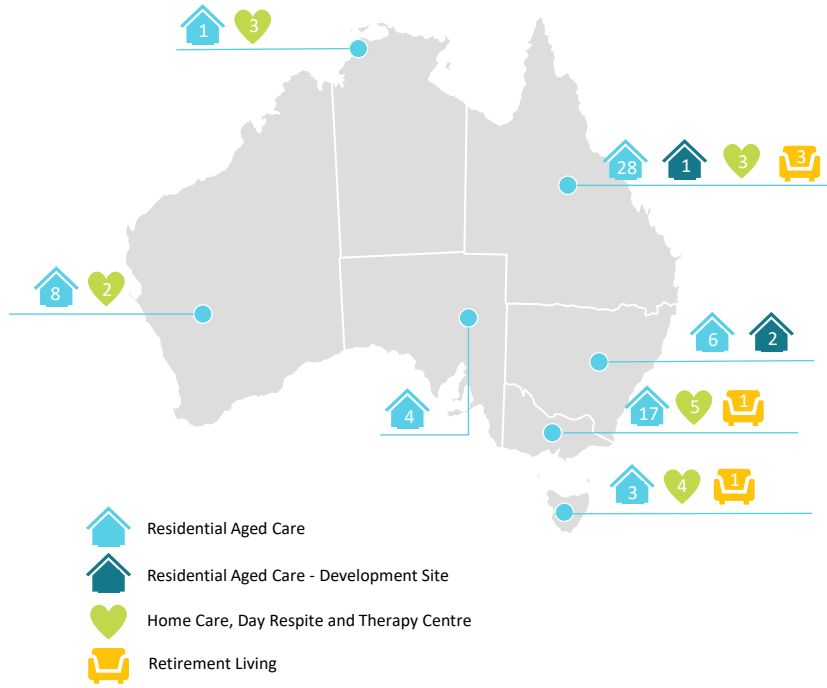 1 3
28 1 3 3
8 2
6 2
4
17 5 1
3 4 1
Residential Aged Care
Residential Aged Care - Development Site
Home Care, Day Respite and Therapy Centre
Retirement Living